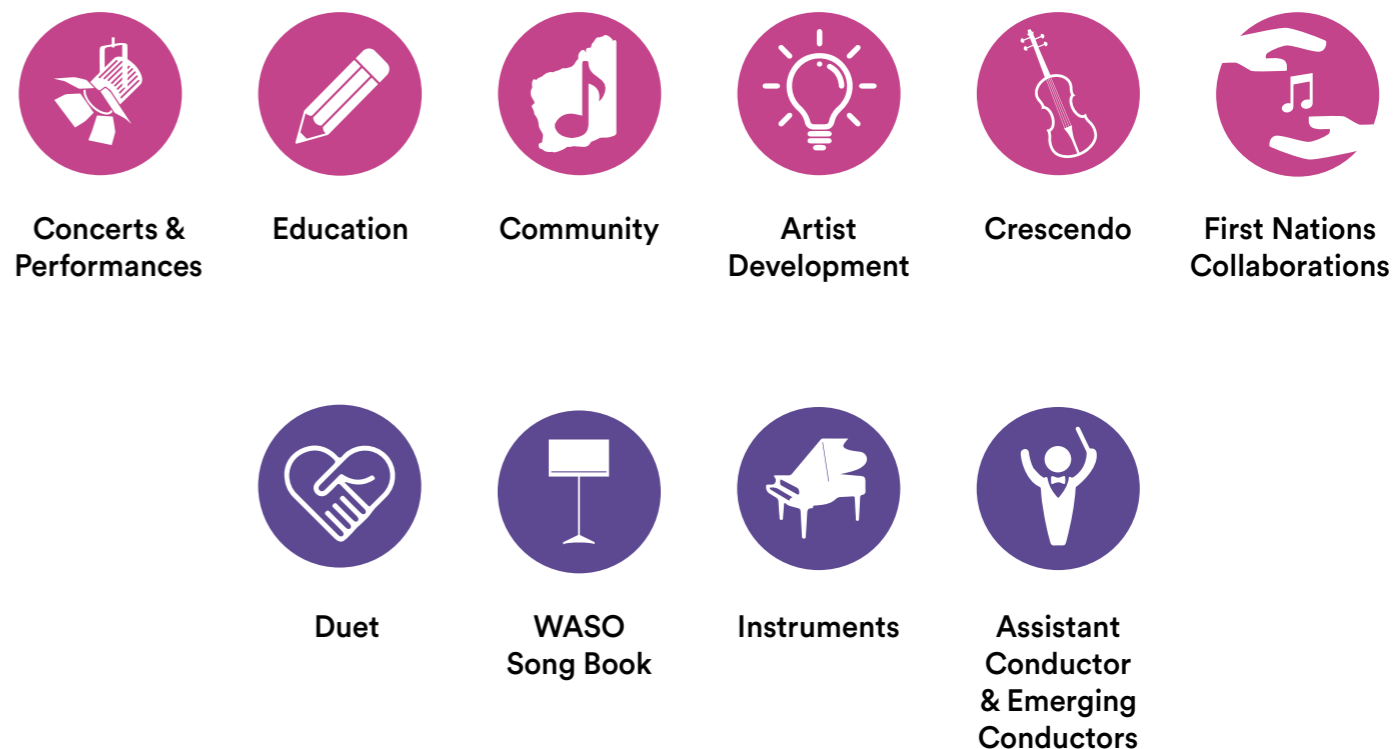 Concerts &
Performances
Education
Community
Artist
Development
Crescendo
First Nations
Collaborations
Duet
WASO
Song Book
Instruments
Assistant
Conductor
& Emerging
Conductors